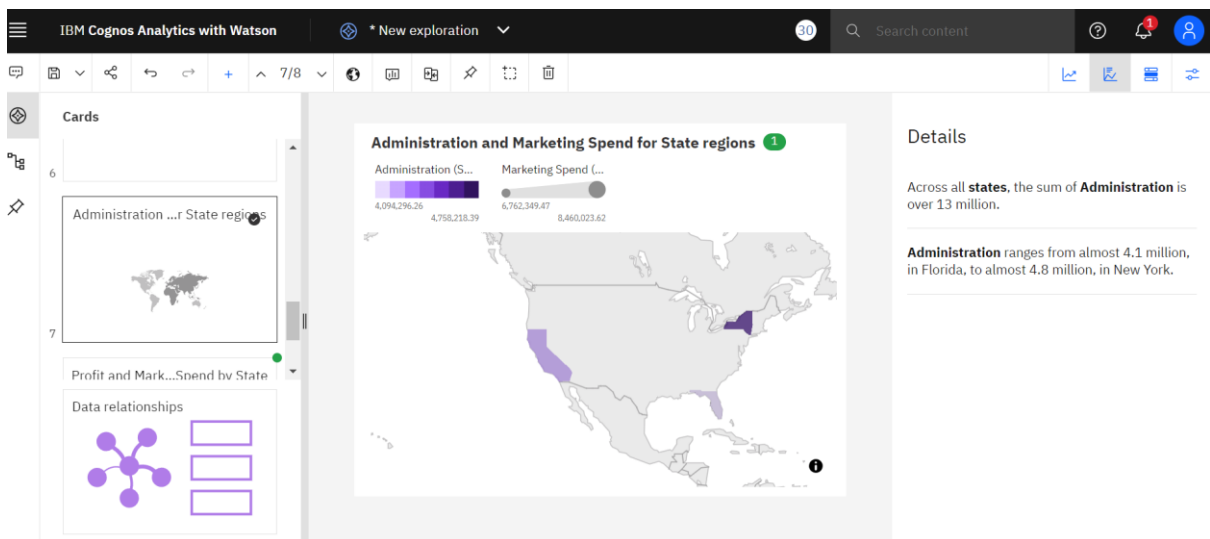 IBM Cognos Analytics with Watson
* New exploration
30
Search content
1
7/8
Cards
6
Administration ...r State regions
7
Profit and Mark...Spend by State
Data relationships
Administration and Marketing Spend for State regions 1
Administration (S...
Marketing Spend (...
4,094,296.26
4,758,218.39
6,762,349.47
8,460,023.62
Details
Across all states, the sum of Administration is
over 13 million.
Administration ranges from almost 4.1 million,
in Florida, to almost 4.8 million, in New York.